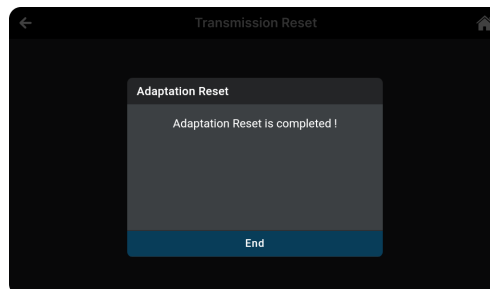 Transmission Reset
Adaptation Reset
Adaptation Reset is completed !
End